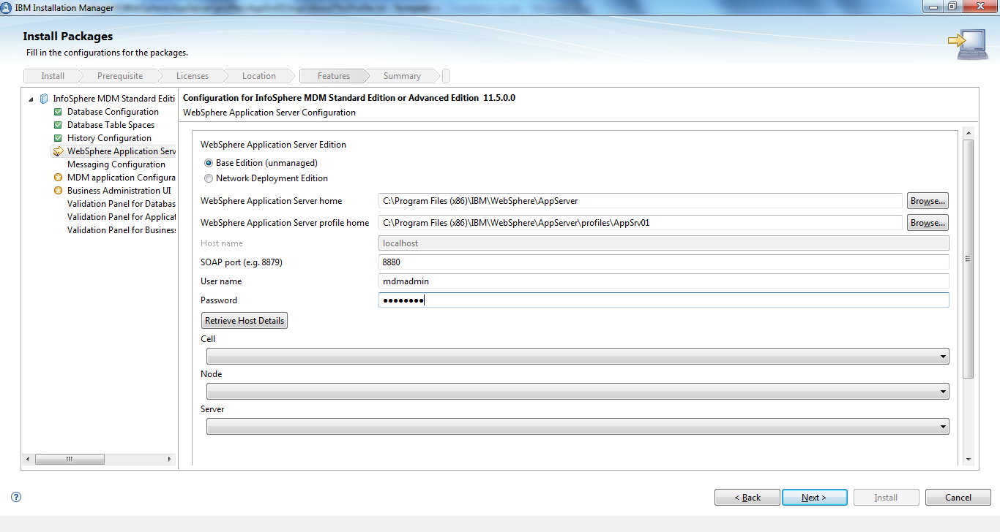 IBM Installation Manager
Install Packages
Fill in the configurations for the packages.
Install Prerequisite Licenses Location Features Summary
InfoSphere MDM Standard Editi
Database Configuration
Database Table Spaces
History Configuration
WebSphere Application Serv
Messaging Configuration
MDM application Configura
Business Administration UI
Validation Panel for Databas
Validation Panel for Applicat
Validation Panel for Business
Configuration for InfoSphere MDM Standard Edition or Advanced Edition 11.5.0.0
WebSphere Application Server Configuration
WebSphere Application Server Edition
Base Edition (unmanaged)
Network Deployment Edition
WebSphere Application Server home C:\Program Files (x86)\IBM\WebSphere\AppServer Browse...
WebSphere Application Server profile home C:\Program Files (x86)\IBM\WebSphere\AppServer\profiles\AppSrv01 Browse...
Host name localhost
SOAP port (e.g. 8879) 8880
User name mdmadmin
Password ●●●●●●●●
Retrieve Host Details
Cell
Node
Server
? < Back Next > Install Cancel